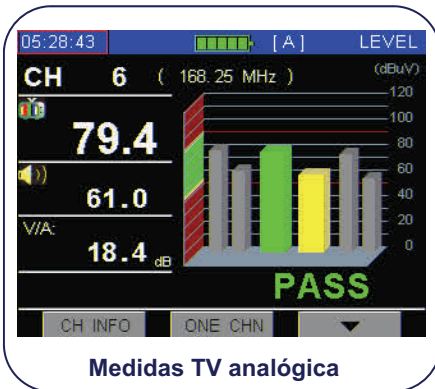 05:28:43 [ A ] LEVEL
CH 6 ( 168.25 MHz ) (dBuV)
120
100
79.4
80
60
61.0
40
V/A:
20
18.4 dB
0
PASS
CH INFO ONE CHN
Medidas TV analógica